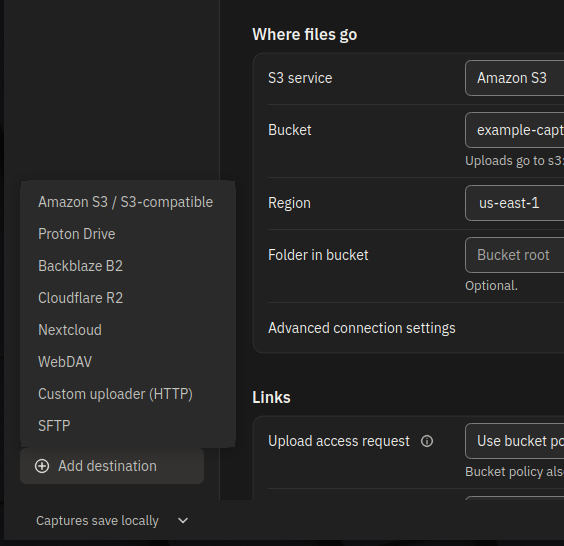 Where files go
S3 service
Amazon S3
Bucket
example-capt
Uploads go to s3:
Region
us-east-1
Folder in bucket
Bucket root
Optional.
Advanced connection settings
Links
Upload access request
Use bucket po
Bucket policy als
Amazon S3 / S3-compatible
Proton Drive
Backblaze B2
Cloudflare R2
Nextcloud
WebDAV
Custom uploader (HTTP)
SFTP
Add destination
Captures save locally